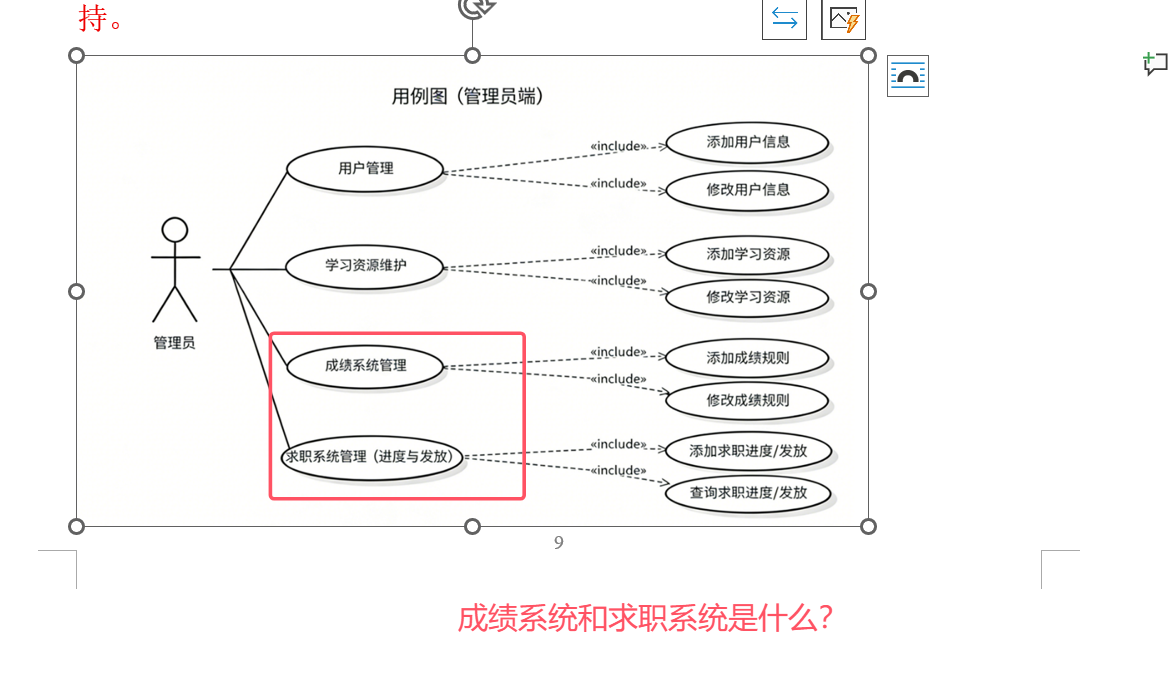 持。
用例图（管理员端）
«include»
添加用户信息
用户管理
«include»
修改用户信息
«include»
添加学习资源
学习资源维护
«include»
修改学习资源
管理员
«include»
添加成绩规则
成绩系统管理
«include»
修改成绩规则
«include»
添加求职进度/发放
求职系统管理（进度与发放）
«include»
查询求职进度/发放
9
成绩系统和求职系统是什么？